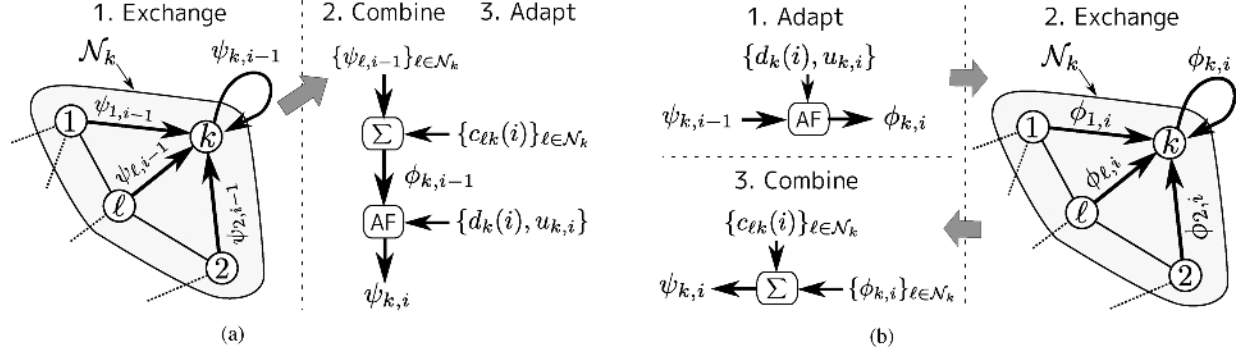 1. Exchange
2. Combine
3. Adapt
𝒩_k
ψ_{k,i−1}
1
ψ_{1,i−1}
k
ψ_{ℓ,i−1}
ℓ
ψ_{2,i−1}
2
{ψ_{ℓ,i−1}}_{ℓ∈𝒩_k}
Σ
{c_{ℓk}(i)}_{ℓ∈𝒩_k}
ϕ_{k,i−1}
AF
{d_k(i), u_{k,i}}
ψ_{k,i}
(a)
1. Adapt
{d_k(i), u_{k,i}}
ψ_{k,i−1}
AF
ϕ_{k,i}
3. Combine
{c_{ℓk}(i)}_{ℓ∈𝒩_k}
ψ_{k,i}
Σ
{ϕ_{k,i}}_{ℓ∈𝒩_k}
2. Exchange
𝒩_k
ϕ_{k,i}
1
ϕ_{1,i}
k
ϕ_{ℓ,i}
ℓ
ϕ_{2,i}
2
(b)